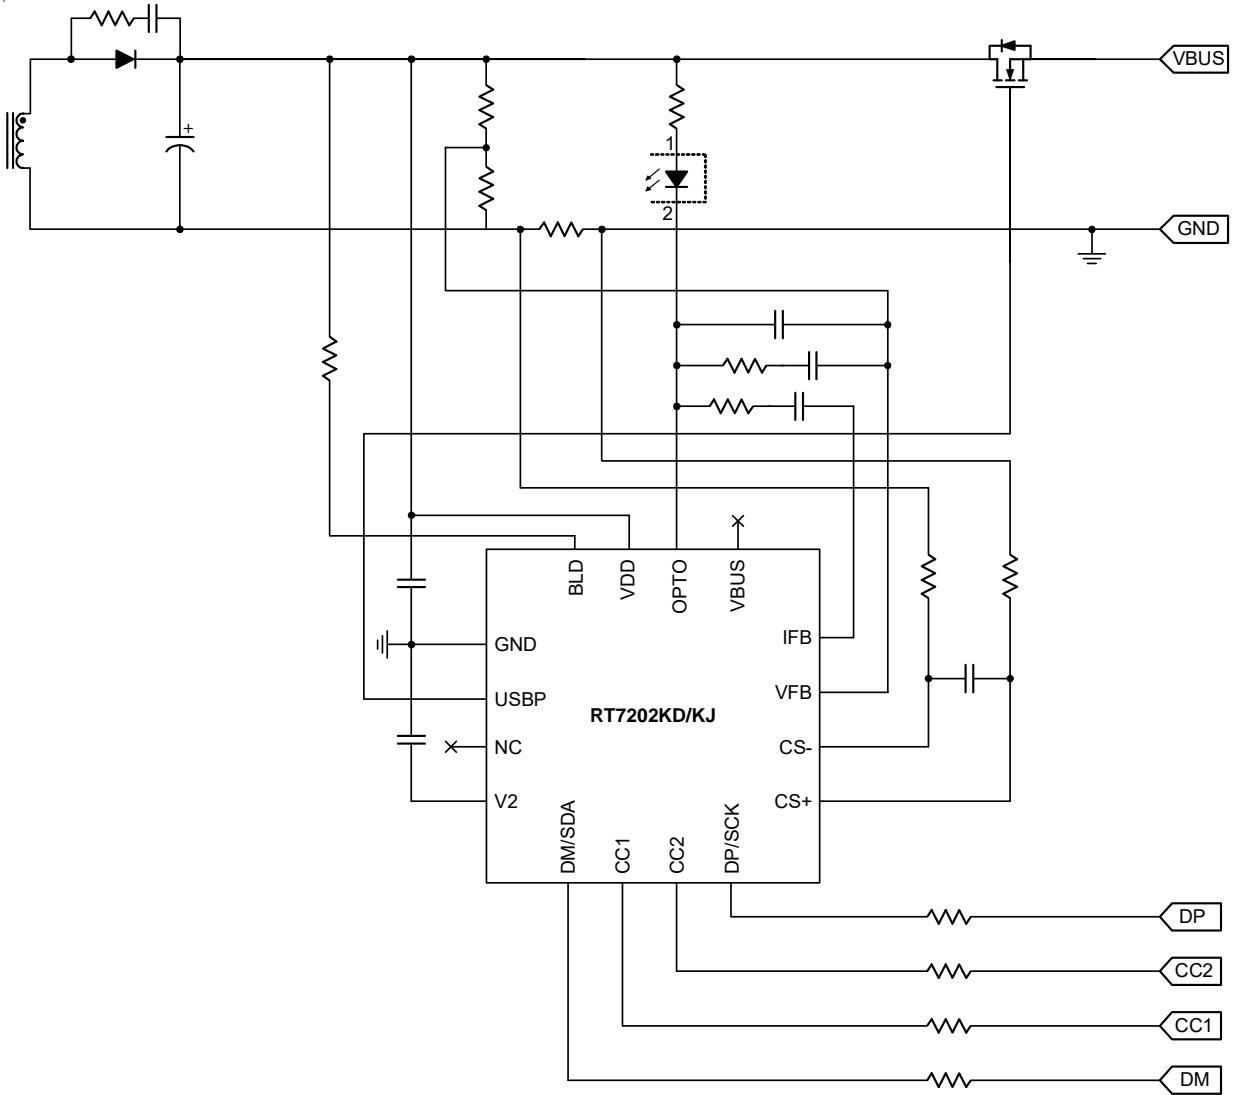 +
VBUS
1
2
GND
BLD
VDD
OPTO
VBUS
GND
IFB
USBP
VFB
RT7202KD/KJ
NC
CS-
V2
CS+
DM/SDA
CC1
CC2
DP/SCK
DP
CC2
CC1
DM